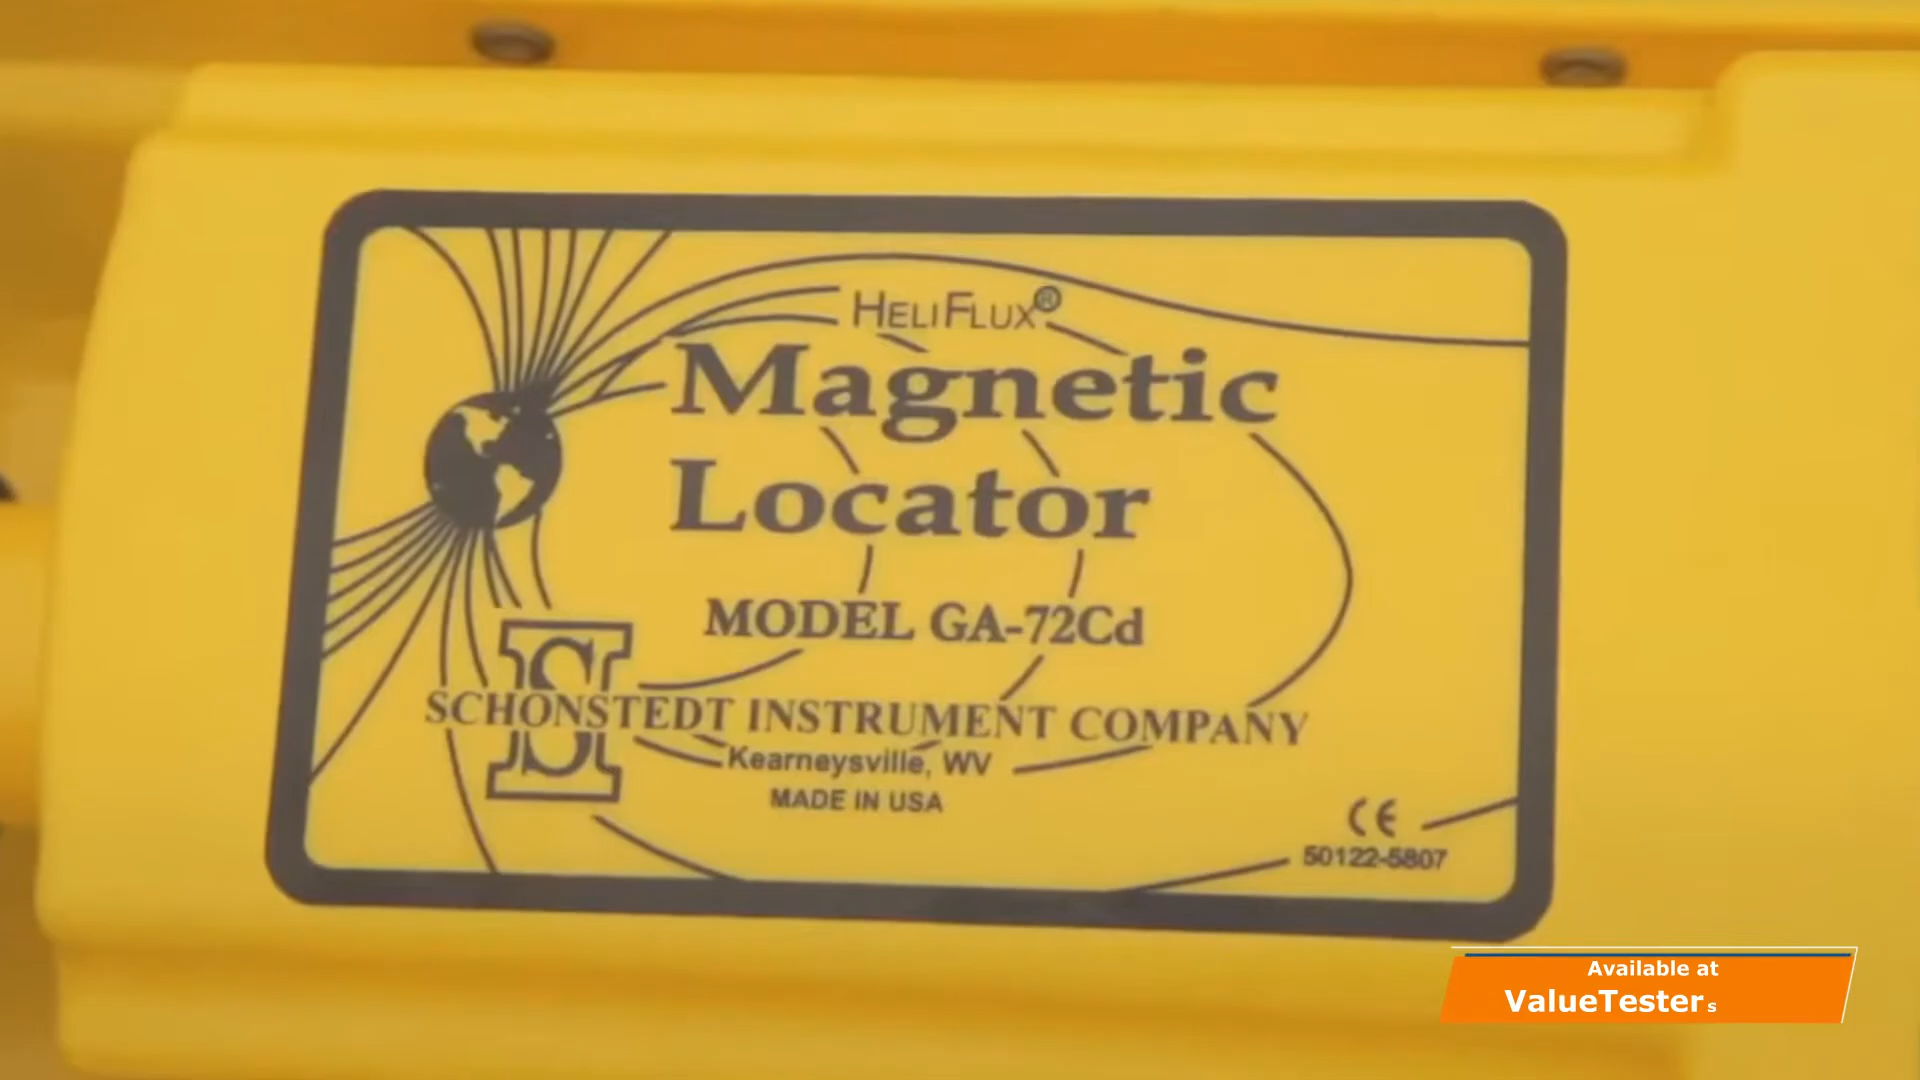 HELIFLUX®
Magnetic
Locator
MODEL GA-72Cd
S
SCHONSTEDT INSTRUMENT COMPANY
Kearneysville, WV
MADE IN USA
CE
50122-5807
Available at
ValueTesters